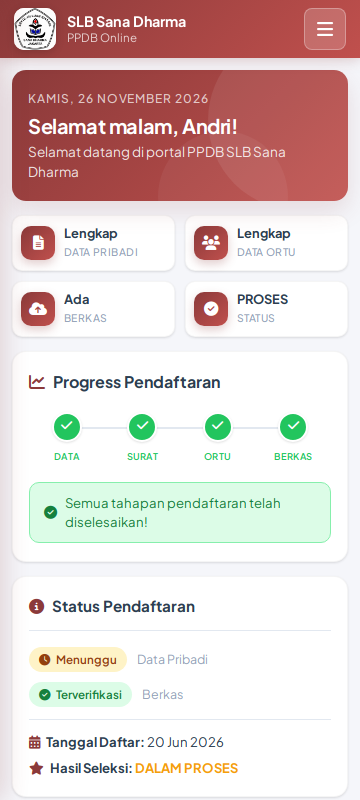 SLB Sana Dharma
PPDB Online
KAMIS, 26 NOVEMBER 2026
Selamat malam, Andri!
Selamat datang di portal PPDB SLB Sana
Dharma
Lengkap
DATA PRIBADI
Lengkap
DATA ORTU
Ada
BERKAS
PROSES
STATUS
Progress Pendaftaran
DATA
SURAT
ORTU
BERKAS
Semua tahapan pendaftaran telah
diselesaikan!
Status Pendaftaran
Menunggu Data Pribadi
Terverifikasi Berkas
Tanggal Daftar: 20 Jun 2026
Hasil Seleksi: DALAM PROSES